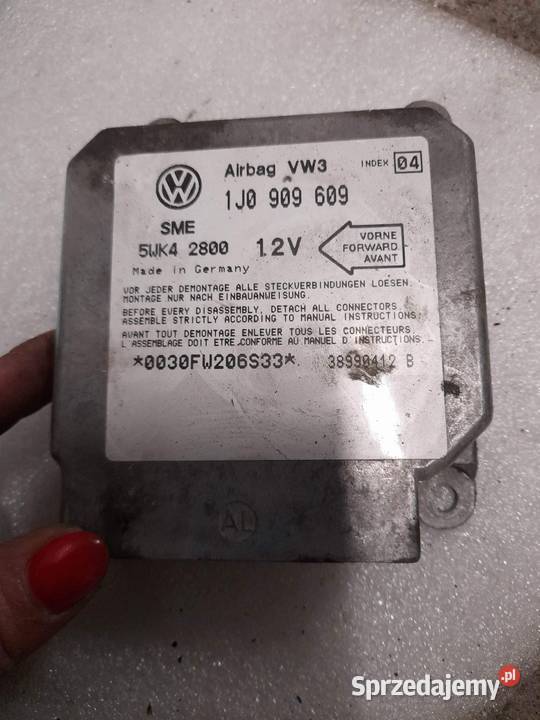 Airbag VW3 INDEX 04
1J0 909 609
SME
5WK4 2800 12V
VORNE
FORWARD
AVANT
Made in Germany
VOR JEDER DEMONTAGE ALLE STECKVERBINDUNGEN LOESEN.
MONTAGE NUR NACH EINBAUANWEISUNG.
BEFORE EVERY DISASSEMBLY, DETACH ALL CONNECTORS.
ASSEMBLE STRICTLY ACCORDING TO MANUAL INSTRUCTIONS.
AVANT TOUT DEMONTAGE ENLEVER TOUS LES CONNECTEURS.
L'ASSEMBLAGE DOIT ETRE CONFORME AU MANUEL D'INSTRUCTIONS.
*0030FW206S33* 38990412 B
AL
Sprzedajemy.pl